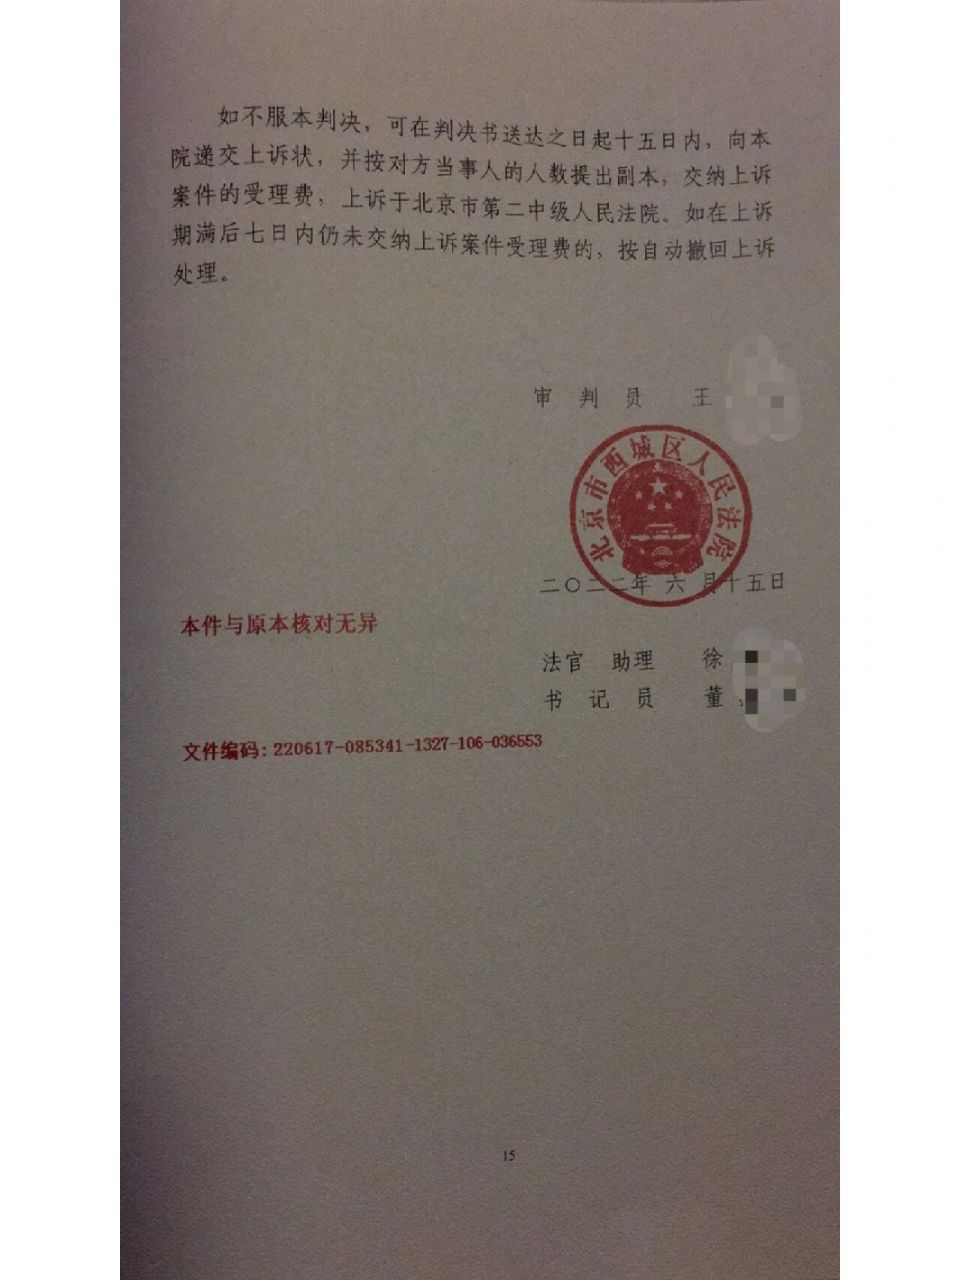 如不服本判决，可在判决书送达之日起十五日内，向本
院递交上诉状，并按对方当事人的人数提出副本，交纳上诉
案件的受理费，上诉于北京市第二中级人民法院。如在上诉
期满后七日内仍未交纳上诉案件受理费的，按自动撤回上诉
处理。
审 判 员 王
北京市西城区人民法院
二〇二二年 六 月十五日
本件与原本核对无异
法官 助理 徐
书 记 员 董
文件编码：220617-085341-1327-106-036553
15